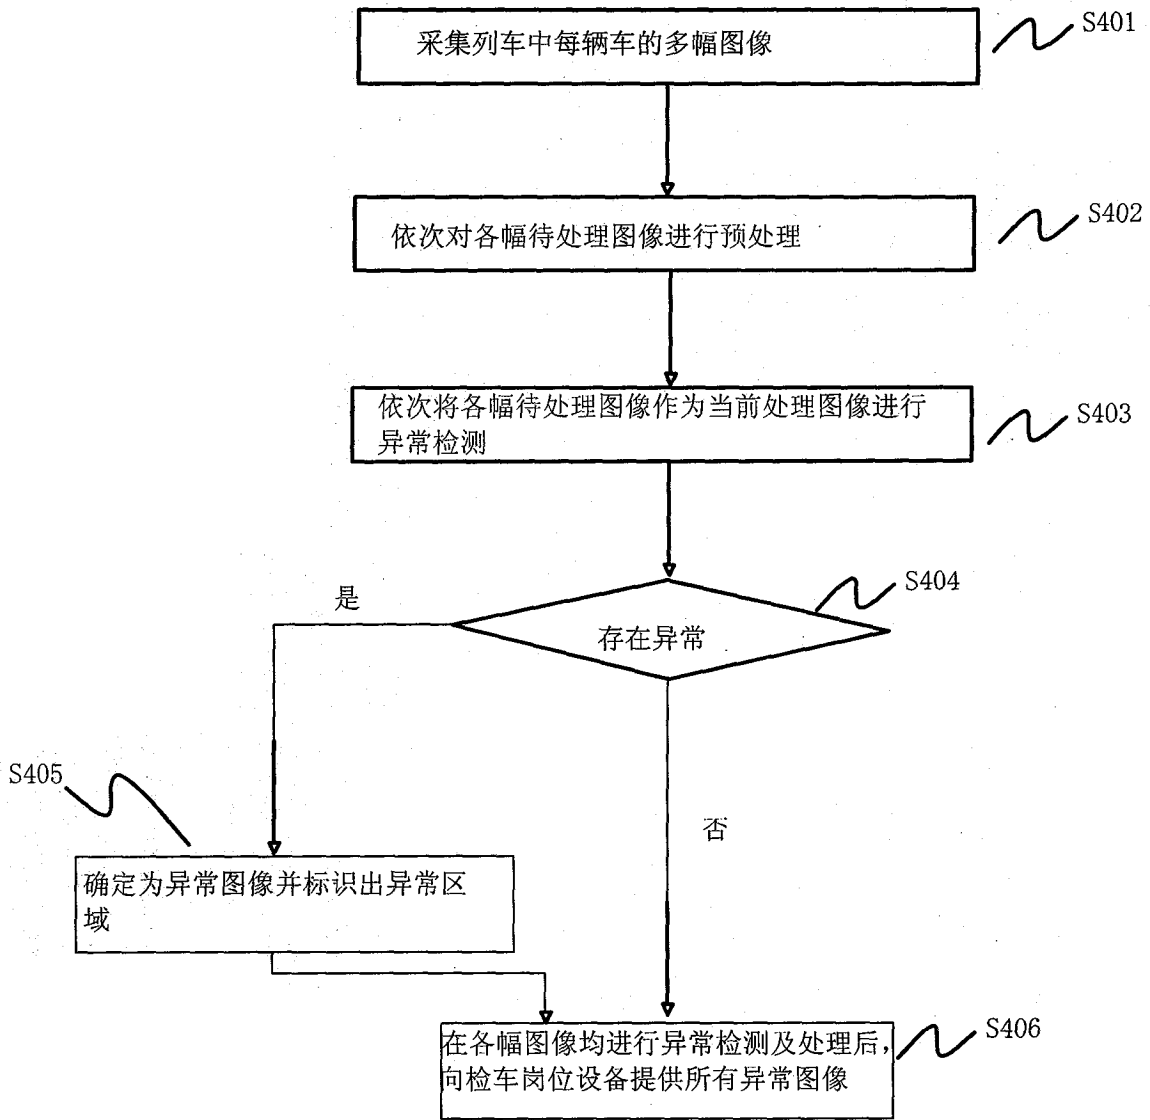 采集列车中每辆车的多幅图像
S401
依次对各幅待处理图像进行预处理
S402
依次将各幅待处理图像作为当前处理图像进行
异常检测
S403
存在异常
S404
是
否
S405
确定为异常图像并标识出异常区
域
在各幅图像均进行异常检测及处理后，
向检车岗位设备提供所有异常图像
S406